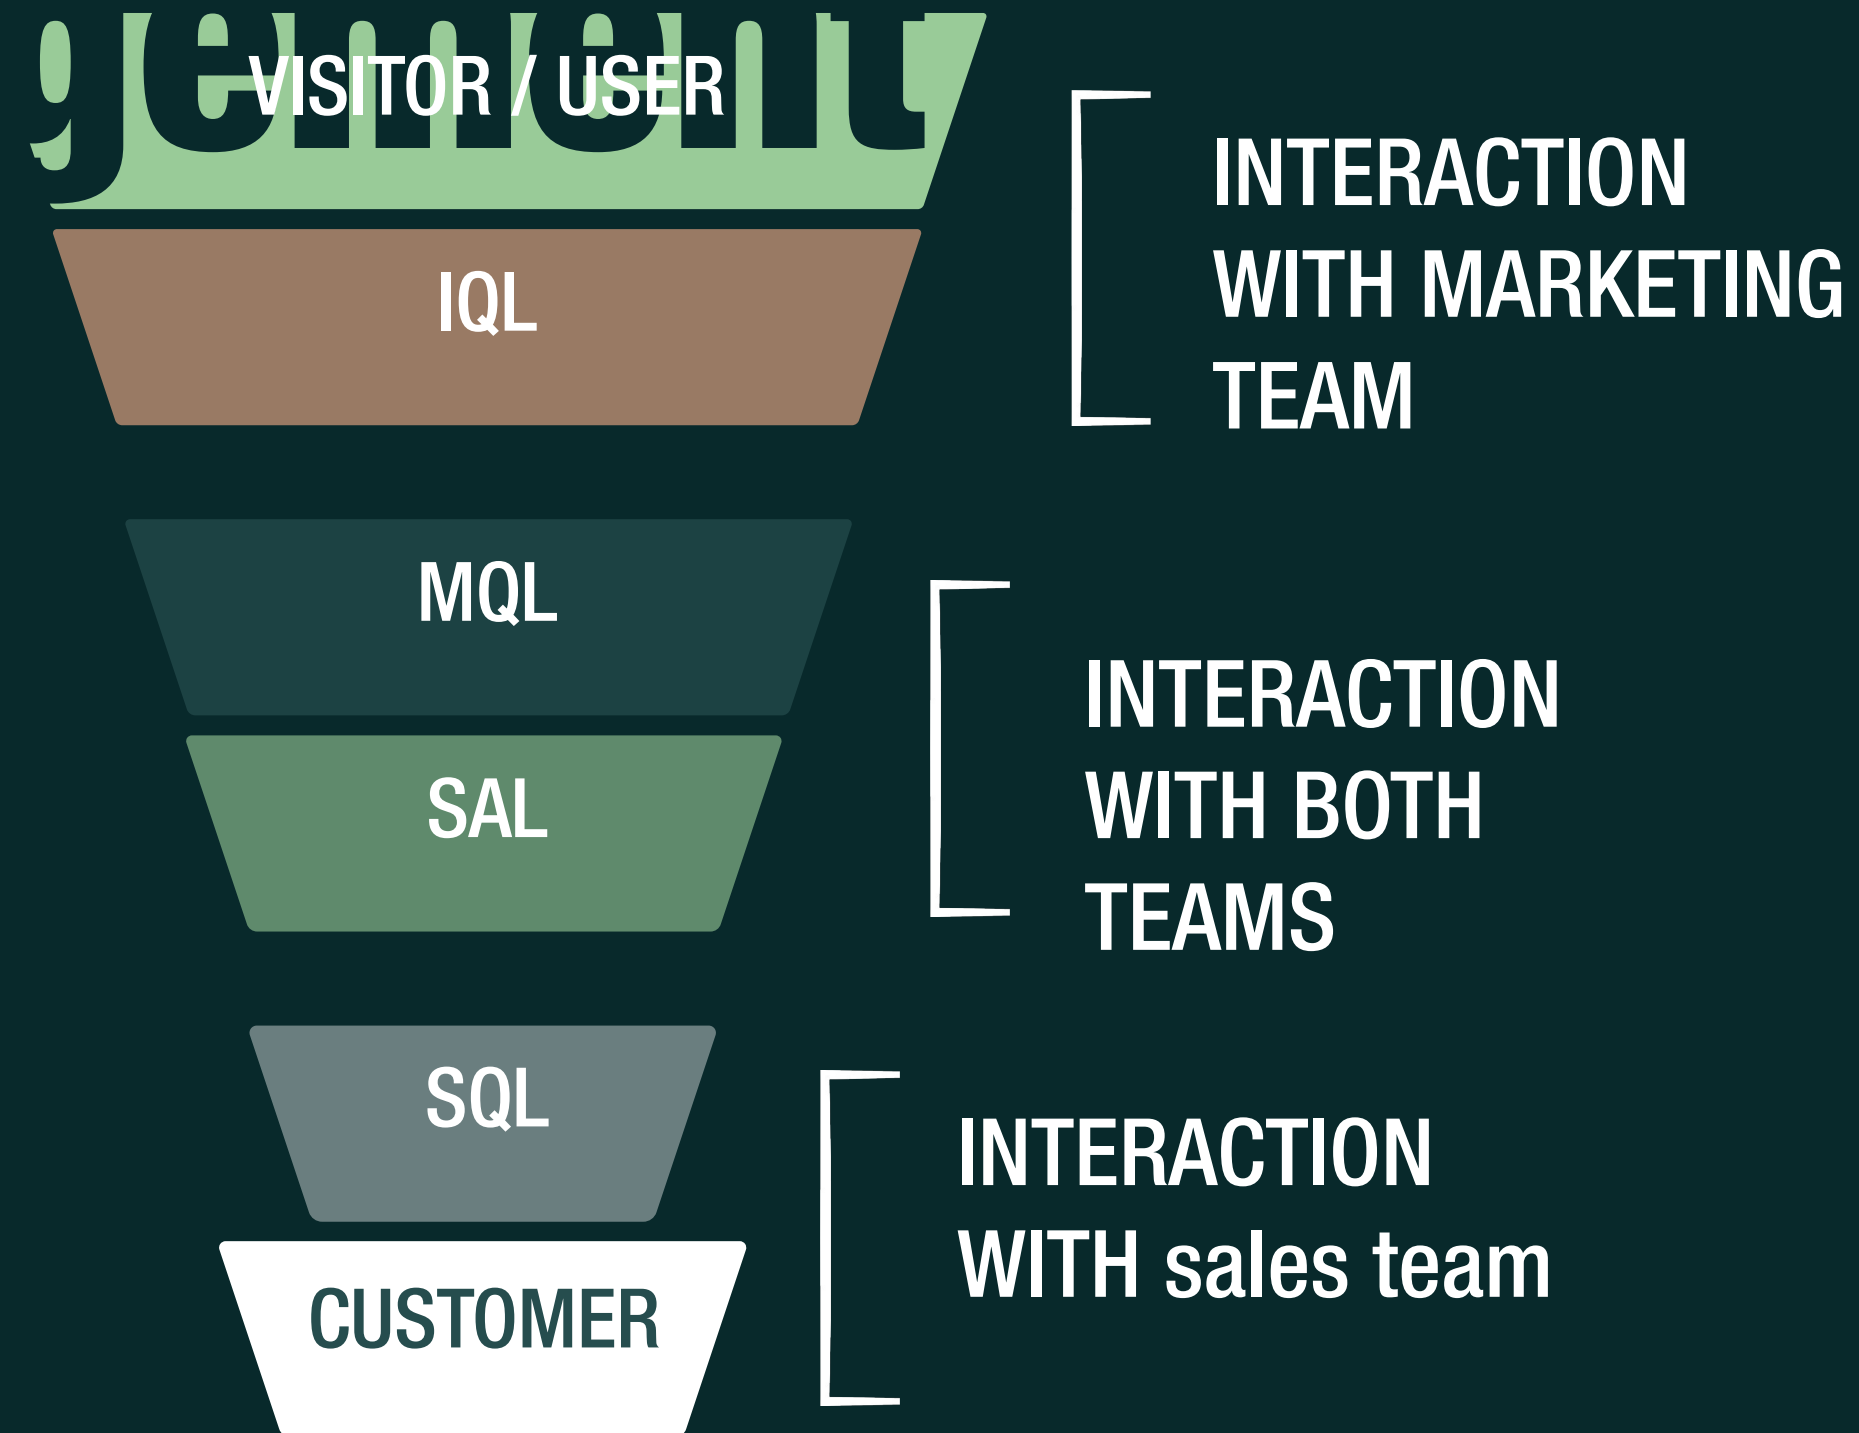 gement
VISITOR / USER
IQL
INTERACTION
WITH MARKETING
TEAM
MQL
SAL
INTERACTION
WITH BOTH
TEAMS
SQL
CUSTOMER
INTERACTION
WITH sales team